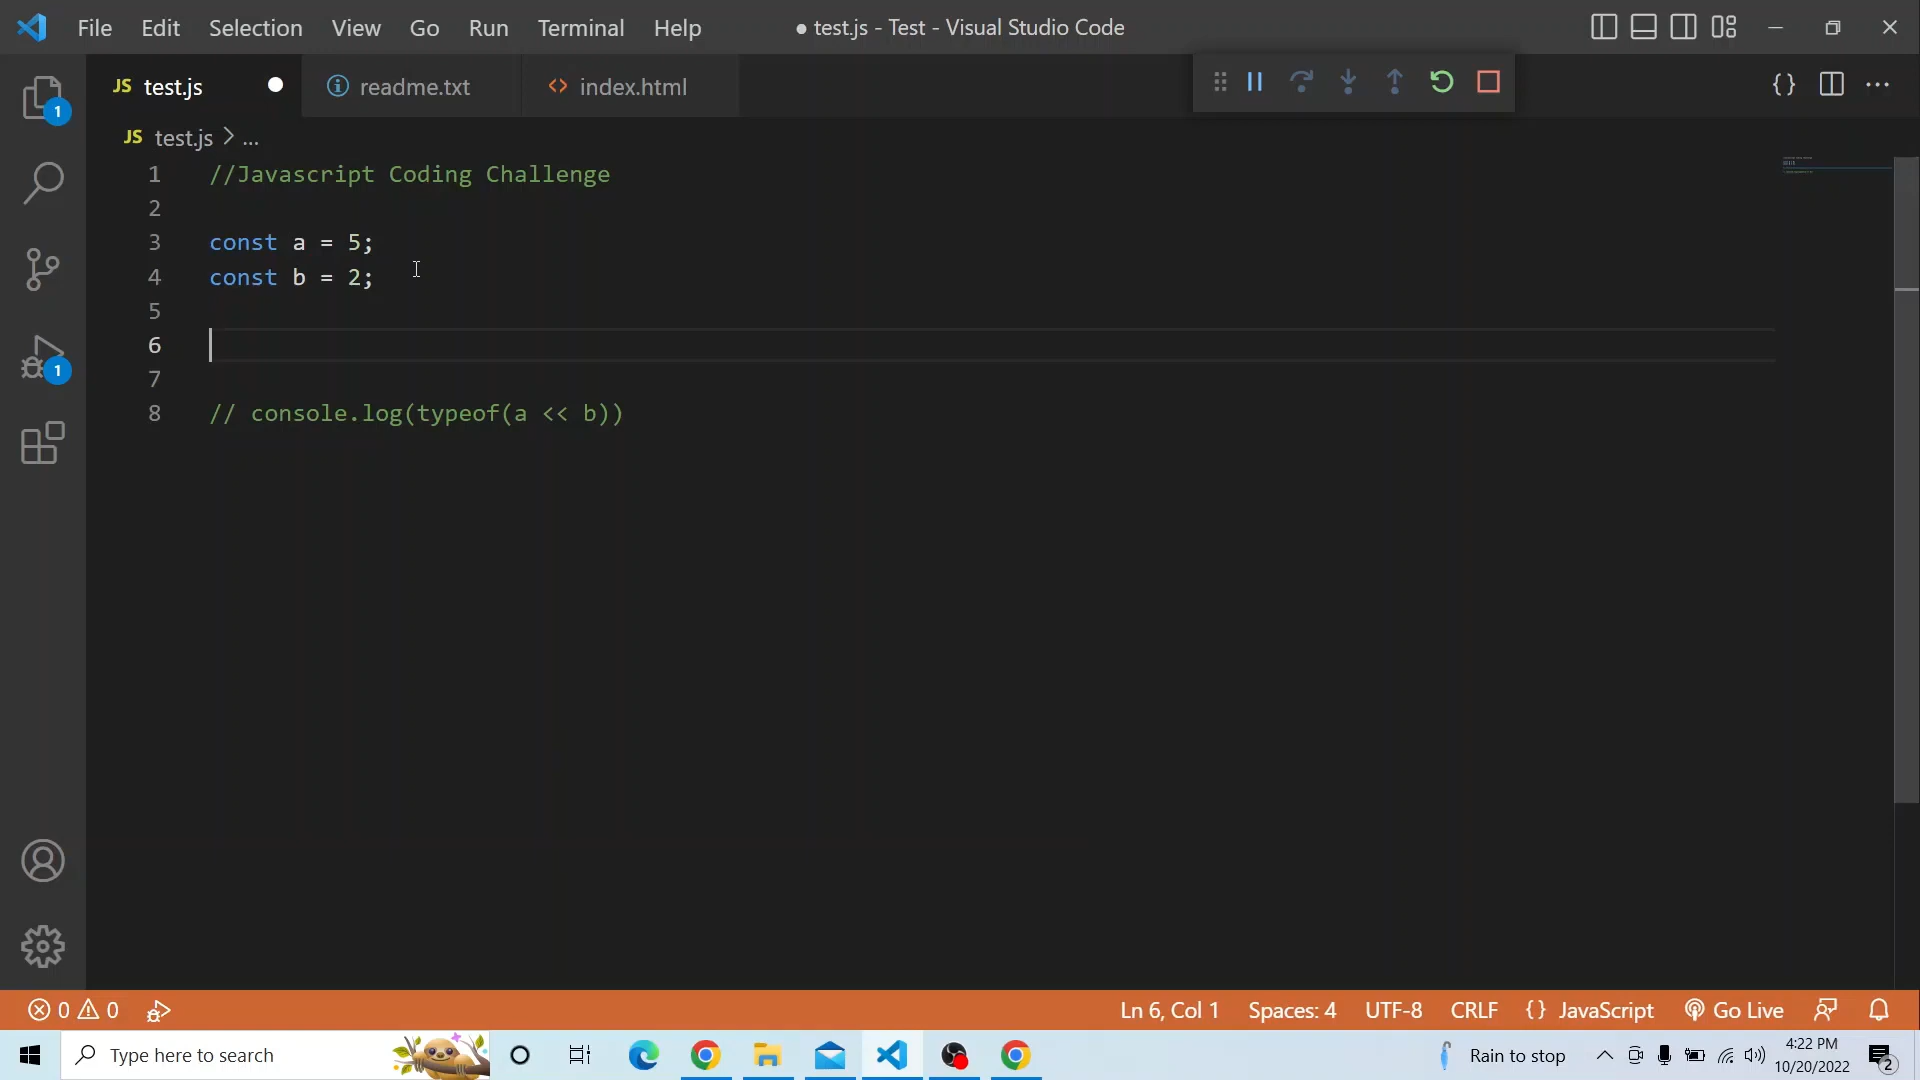 File Edit Selection View Go Run Terminal Help ● test.js - Test - Visual Studio Code
1 JS test.js ● readme.txt <> index.html {} ...
JS test.js > ...
1 //Javascript Coding Challenge
2
3 const a = 5;
4 const b = 2;
5
6
7
8 // console.log(typeof(a << b))
1
0 0 Ln 6, Col 1 Spaces: 4 UTF-8 CRLF {} JavaScript Go Live
Type here to search Rain to stop 4:22 PM
10/20/2022 2